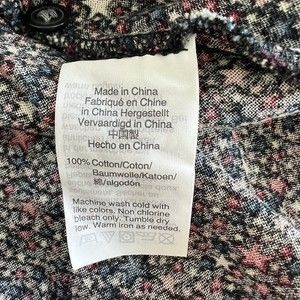 Made in China
Fabriqué en Chine
in China Hergestellt
Vervaardigd in China
中国製
Hecho en China
100% Cotton/Coton/
Baumwolle/Katoen/
綿/algodón
Machine wash cold with
like colors. Non chlorine
bleach only. Tumble dry
low. Warm iron as needed.